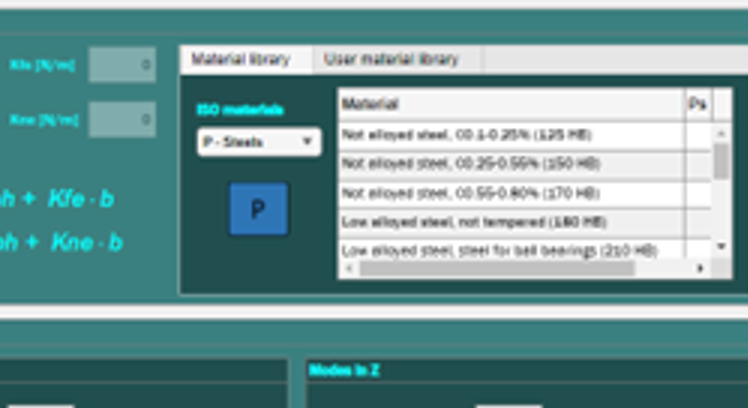 Material library
User material library
Kfe [N/m]
0
ISO materials
Material
Ps
Kne [N/m]
0
P - Steels
Not alloyed steel, C0.1-0.25% (125 HB)
Not alloyed steel, C0.25-0.55% (150 HB)
P
Not alloyed steel, C0.55-0.80% (170 HB)
h + Kfe · b
Low alloyed steel, not tempered (180 HB)
h + Kne · b
Low alloyed steel, steel for ball bearings (210 HB)
Modes in Z